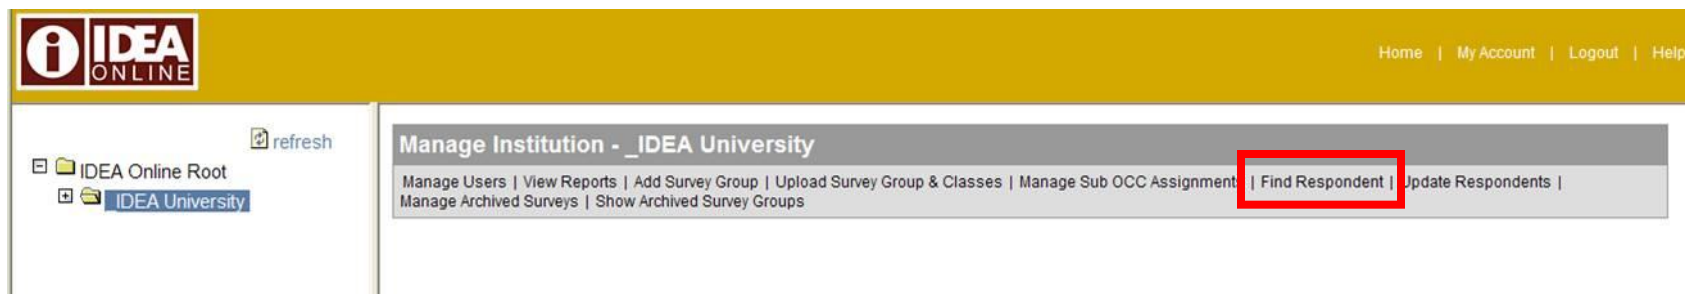 IDEA
ONLINE
Home | My Account | Logout | Help
refresh
IDEA Online Root
_IDEA University
Manage Institution - _IDEA University
Manage Users | View Reports | Add Survey Group | Upload Survey Group & Classes | Manage Sub OCC Assignments | Find Respondent | Update Respondents |
Manage Archived Surveys | Show Archived Survey Groups